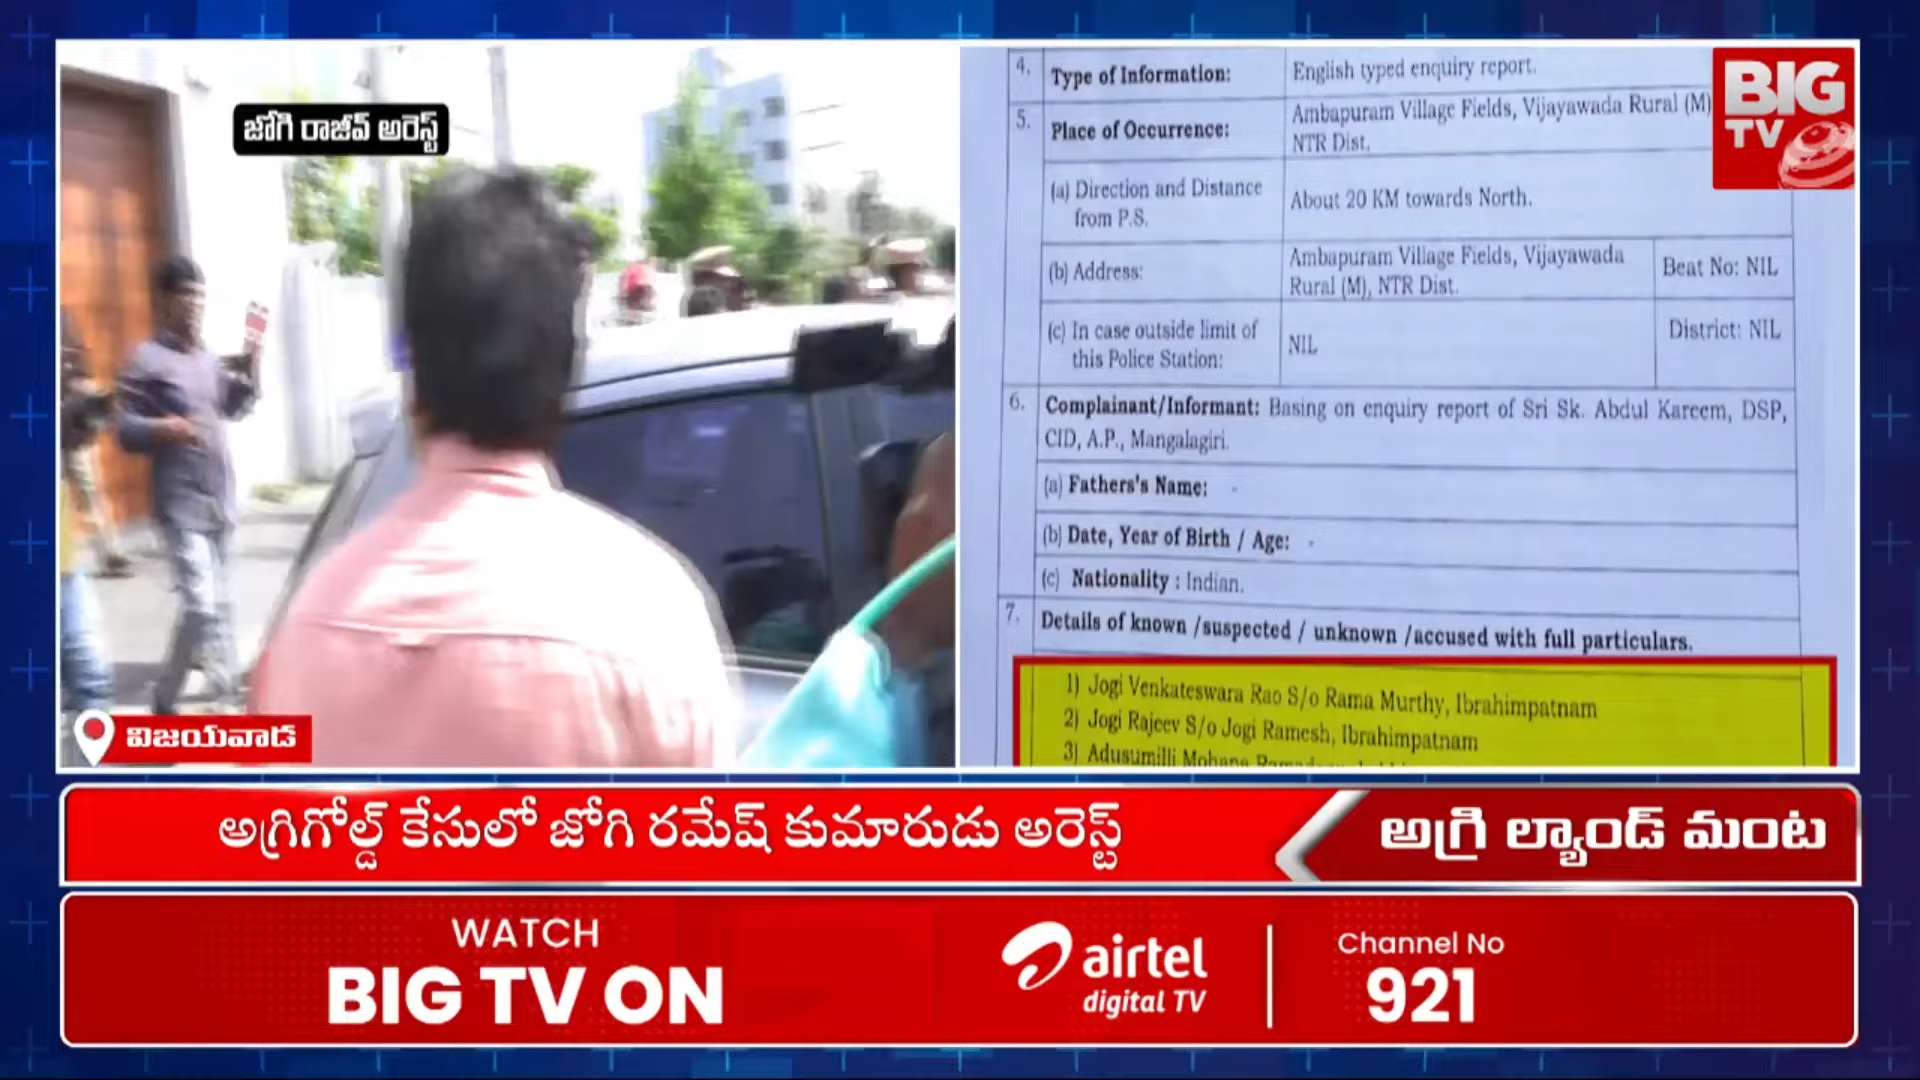 జోగి రాజీవ్ అరెస్ట్
విజయవాడ
4. Type of Information: English typed enquiry report.
5. Place of Occurrence: Ambapuram Village Fields, Vijayawada Rural (M)
NTR Dist.
(a) Direction and Distance
from P.S.
About 20 KM towards North.
(b) Address:
Ambapuram Village Fields, Vijayawada
Rural (M), NTR Dist.
Beat No: NIL
(c) In case outside limit of
this Police Station:
NIL
District: NIL
6. Complainant/Informant: Basing on enquiry report of Sri Sk. Abdul Kareem, DSP,
CID, A.P., Mangalagiri.
(a) Fathers's Name: -
(b) Date, Year of Birth / Age: -
(c) Nationality : Indian.
7. Details of known /suspected / unknown /accused with full particulars.
1) Jogi Venkateswara Rao S/o Rama Murthy, Ibrahimpatnam
2) Jogi Rajeev S/o Jogi Ramesh, Ibrahimpatnam
3) Adusumilli Mohana
BIG
TV
అగ్రిగోల్డ్ కేసులో జోగి రమేష్ కుమారుడు అరెస్ట్
అగ్రి ల్యాండ్ మంట
WATCH
BIG TV ON
airtel
digital TV
Channel No
921